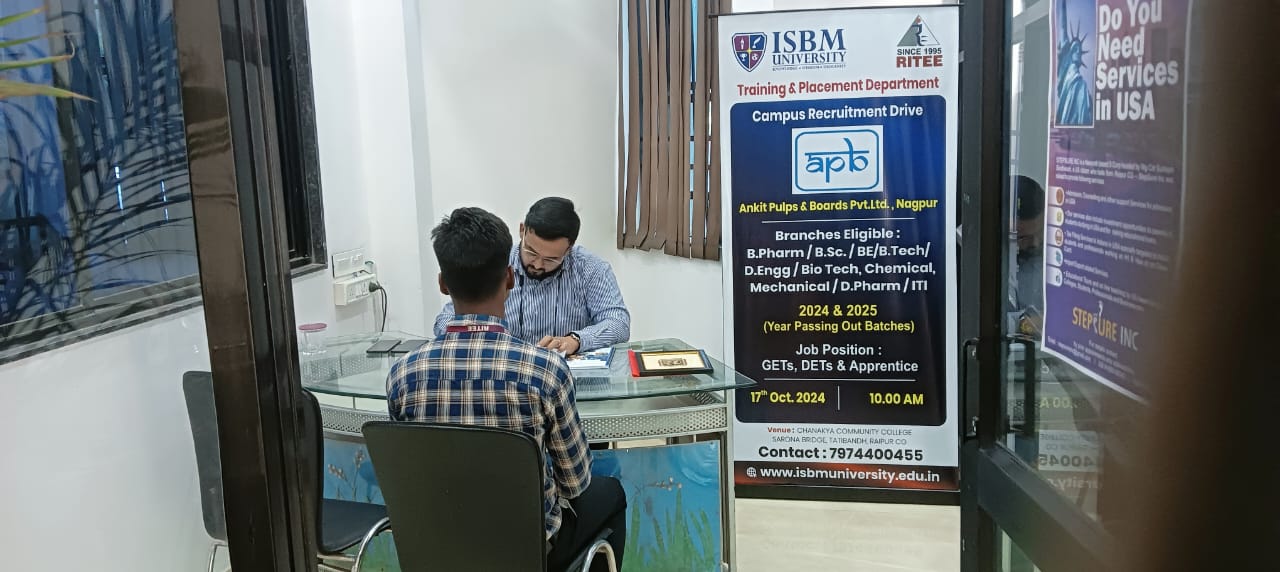 ISBM
UNIVERSITY
SINCE 1995
RITEE
Training & Placement Department
Campus Recruitment Drive
apb
Ankit Pulps & Boards Pvt.Ltd. , Nagpur
Branches Eligible :
B.Pharm / B.Sc. / BE/B.Tech/
D.Engg / Bio Tech, Chemical,
Mechanical / D.Pharm / ITI
2024 & 2025
(Year Passing Out Batches)
Job Position :
GETs, DETs & Apprentice
17th Oct. 2024
10.00 AM
Venue : CHANAKYA COMMUNITY COLLEGE
SARONA BRIDGE, TATIBANDH, RAIPUR CG
Contact : 7974400455
www.isbmuniversity.edu.in
Do You
Need
Services
in USA
STEPSURE INC
RITEE